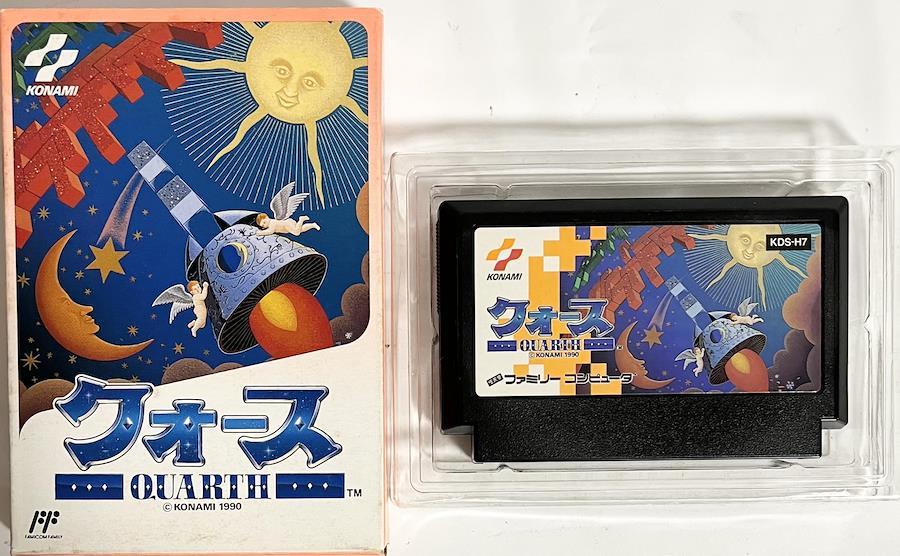 KONAMI
クォース
QUARTH
TM
© KONAMI 1990
FAMICOM FAMILY
KONAMI
KDS-H7
クォース
QUARTH
© KONAMI 1990
ファミリー コンピュータ